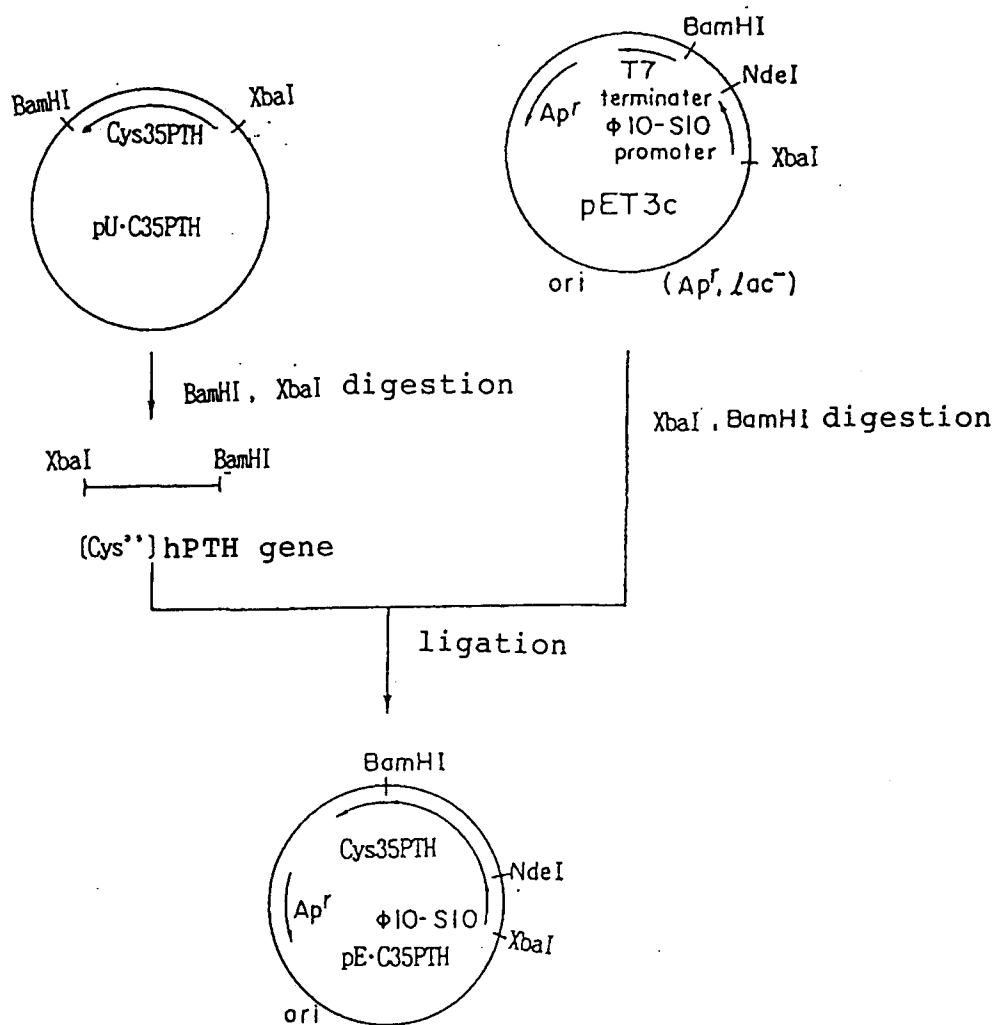 BamHI
XbaI
Cys35PTH
pU·C35PTH
BamHI
NdeI
T7
terminater
Φ10-S10
promoter
Apʳ
XbaI
pET3c
ori
(Apʳ, lac⁻)
BamHI, XbaI digestion
XbaI, BamHI digestion
XbaI
BamHI
hPTH gene
ligation
BamHI
Cys35PTH
NdeI
Apʳ
Φ10-S10
XbaI
pE·C35PTH
ori